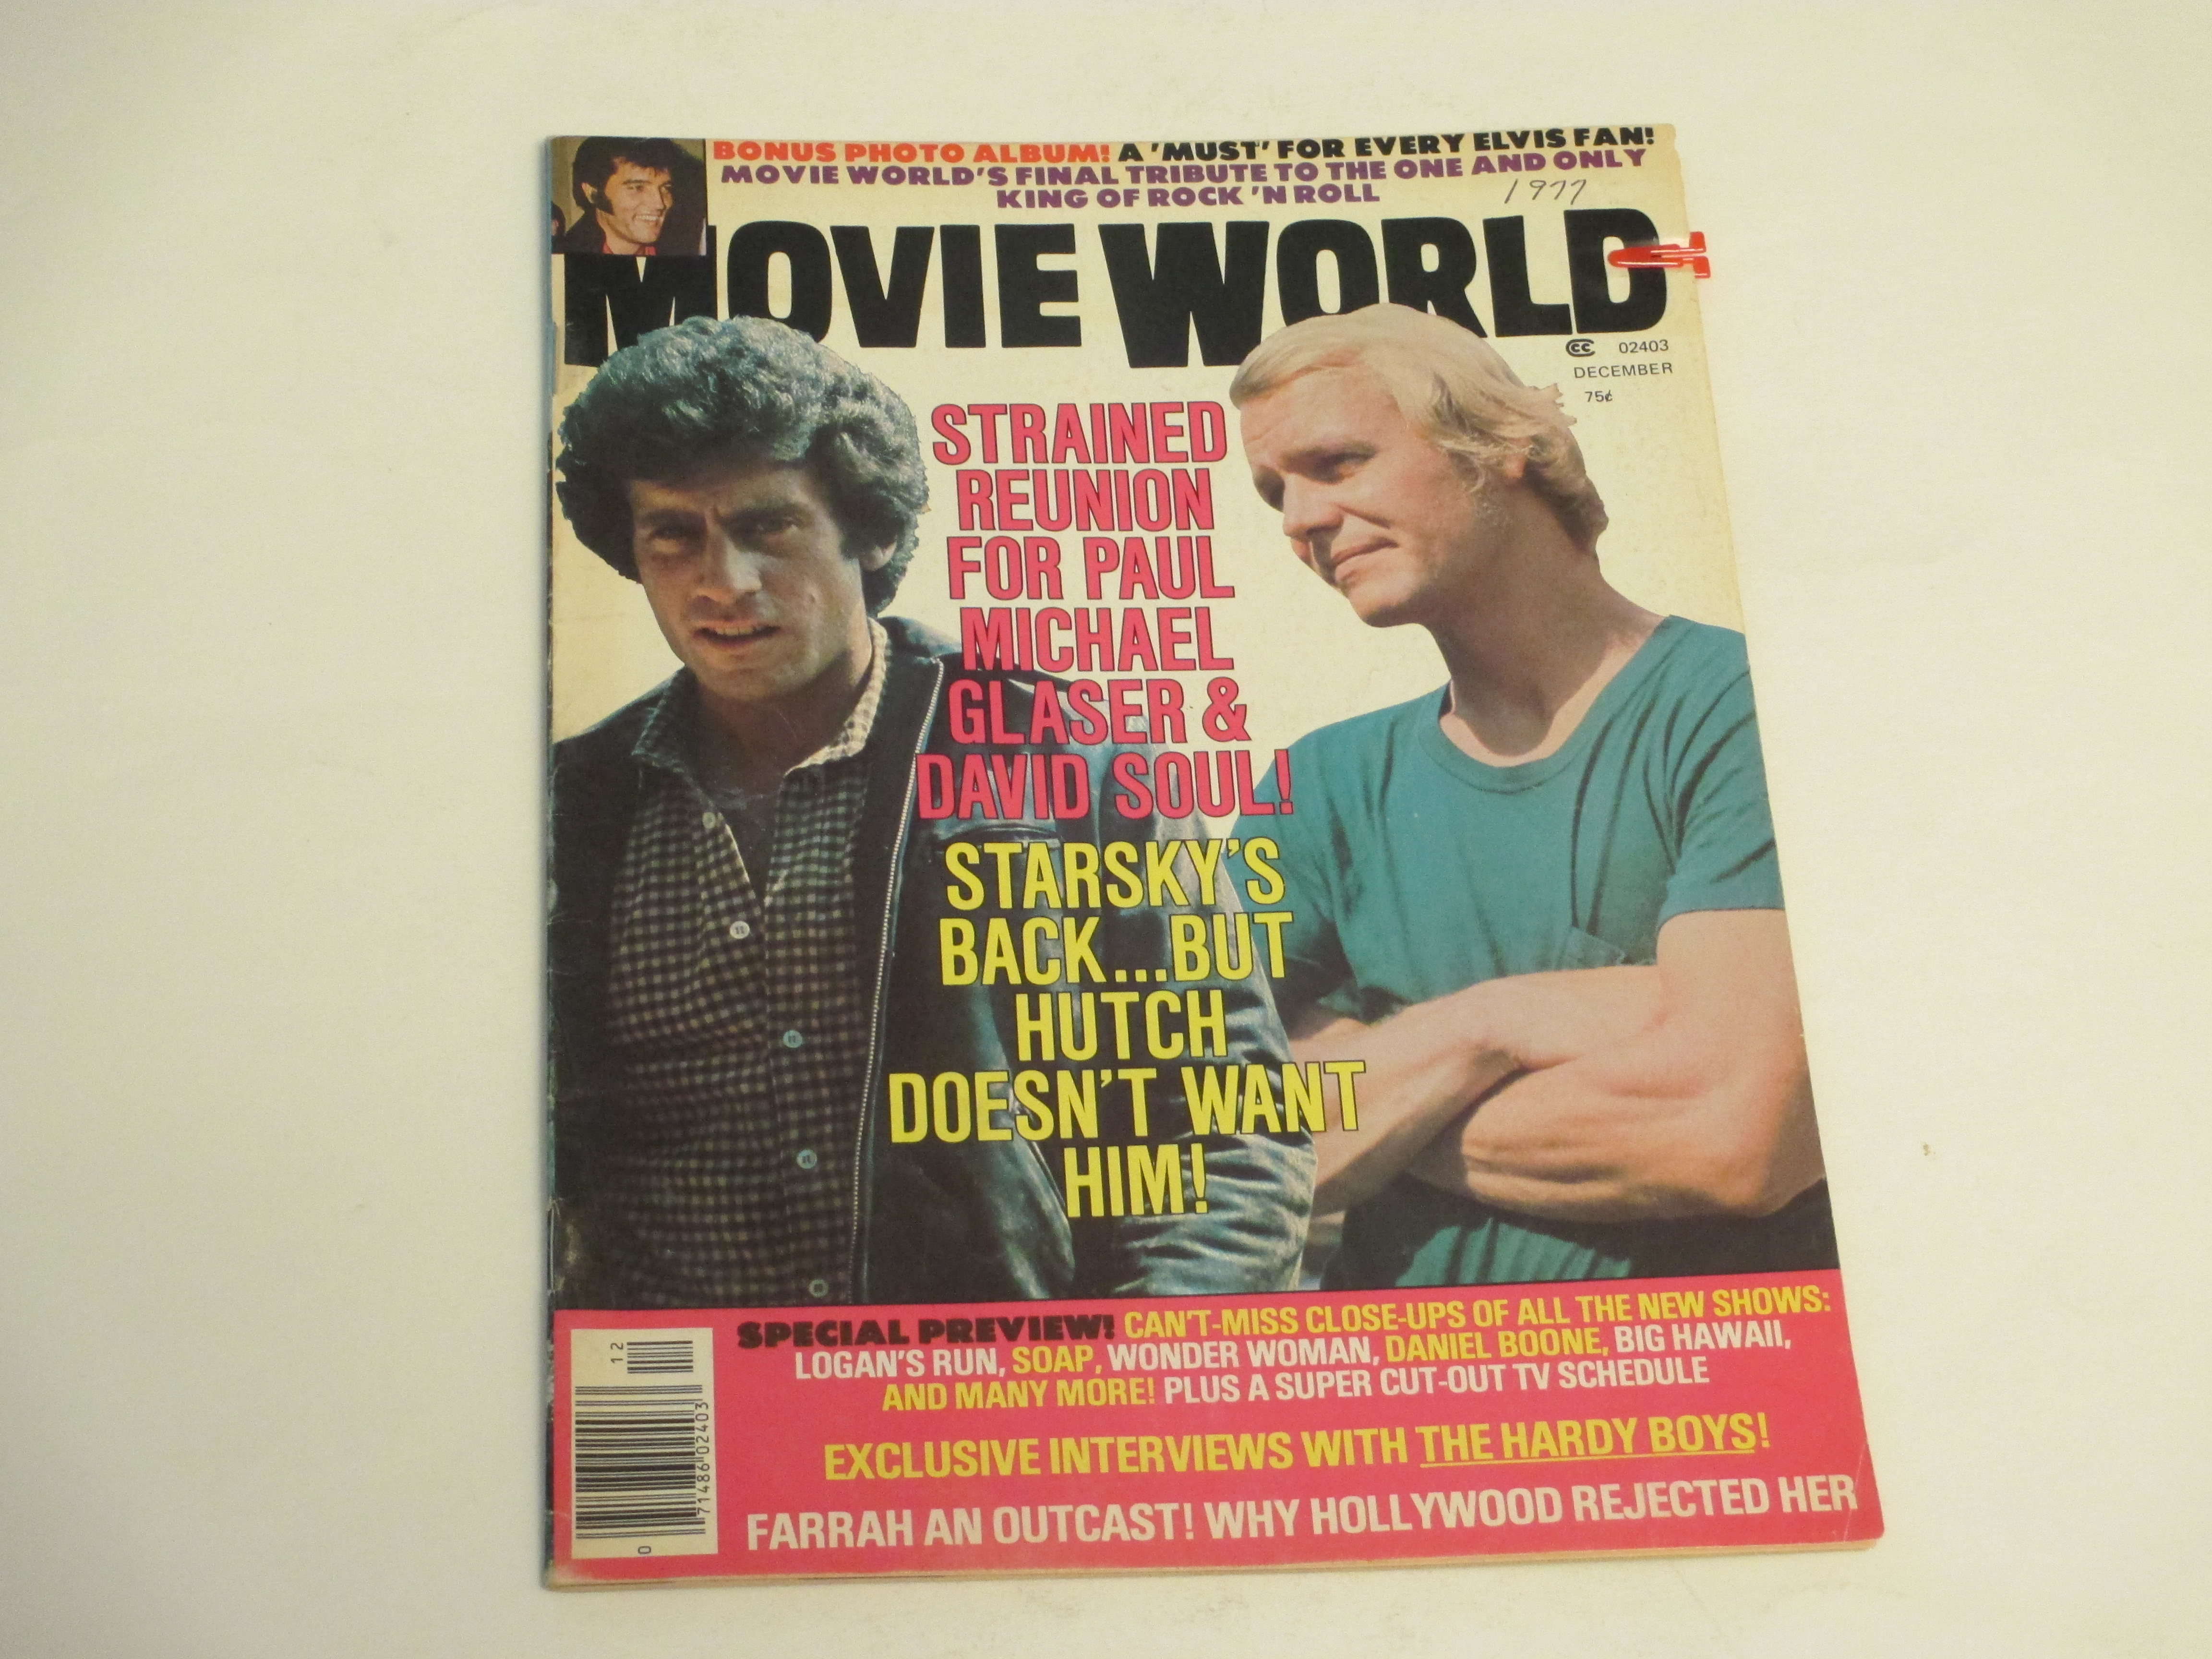 BONUS PHOTO ALBUM! A 'MUST' FOR EVERY ELVIS FAN!
MOVIE WORLD'S FINAL TRIBUTE TO THE ONE AND ONLY
KING OF ROCK 'N ROLL
1977
MOVIE WORLD
CC 02403
DECEMBER
75¢
STRAINED
REUNION
FOR PAUL
MICHAEL
GLASER &
DAVID SOUL!
STARSKY'S
BACK...BUT
HUTCH
DOESN'T WANT
HIM!
SPECIAL PREVIEW! CAN'T-MISS CLOSE-UPS OF ALL THE NEW SHOWS:
LOGAN'S RUN, SOAP, WONDER WOMAN, DANIEL BOONE, BIG HAWAII,
AND MANY MORE! PLUS A SUPER CUT-OUT TV SCHEDULE
EXCLUSIVE INTERVIEWS WITH THE HARDY BOYS!
FARRAH AN OUTCAST! WHY HOLLYWOOD REJECTED HER
12
0
71486 02403